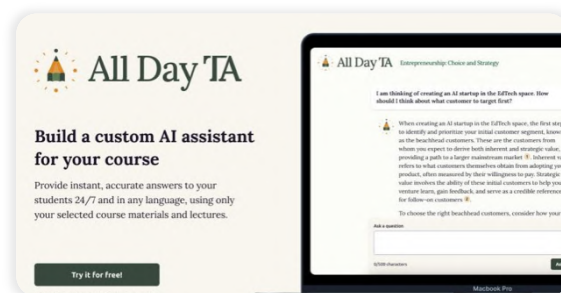 All Day TA
Build a custom AI assistant
for your course
Provide instant, accurate answers to your
students 24/7 and in any language, using only
your selected course materials and lectures.
Try it for free!
All Day TA Entrepreneurship: Choice and Strategy
I am thinking of creating an AI startup in the EdTech space. How
should I think about what customer to target first?
When creating an AI startup in the EdTech space, the first step
to identify and prioritize your initial customer segment, know
as the beachhead customers. These are the customers from
whom you expect to derive both inherent and strategic value,
providing a path to a larger mainstream market
refers to what customers themselves obtain from adopting you
product, often measured by their willingness to pay. Strategic
value involves the ability of these initial customers to help you
venture learn, gain feedback, and serve as a credible reference
for follow-on customers
To choose the right beachhead customers, consider how your
Ask a question
characters
Macbook Pro